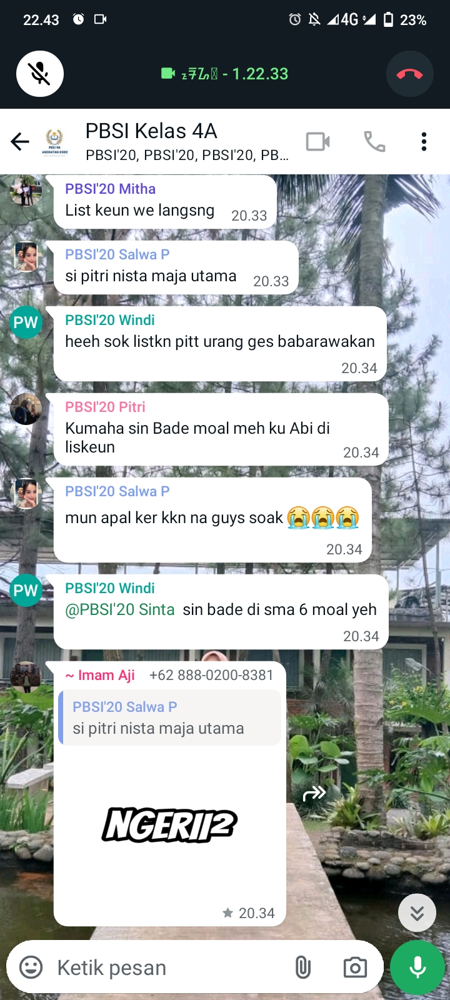 22.43
4G 23%
- 1.22.33
PBSI Kelas 4A
PBSI'20, PBSI'20, PBSI'20, PB...
PBSI 4A
ANGKATAN 2020
PBSI'20 Mitha
List keun we langsng 20.33
PBSI'20 Salwa P
si pitri nista maja utama 20.33
PW
PBSI'20 Windi
heeh sok listkn pitt urang ges babarawakan
20.34
PBSI'20 Pitri
Kumaha sin Bade moal meh ku Abi di
liskeun 20.34
PBSI'20 Salwa P
mun apal ker kkn na guys soak 😭😭😭
20.34
PW
PBSI'20 Windi
@PBSI'20 Sinta sin bade di sma 6 moal yeh
20.34
~ Imam Aji +62 888-0200-8381
PBSI'20 Salwa P
si pitri nista maja utama
NGERII2
20.34
Ketik pesan